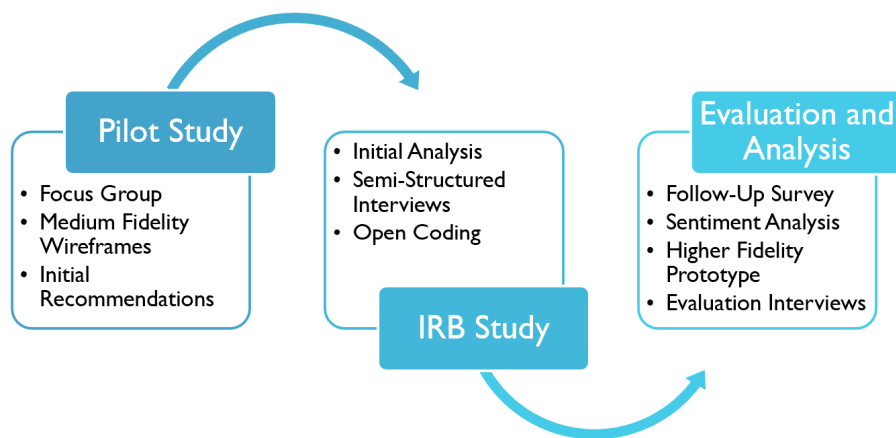 Pilot Study
• Focus Group
• Medium Fidelity
Wireframes
• Initial
Recommendations
• Initial Analysis
• Semi-Structured
Interviews
• Open Coding
IRB Study
Evaluation and
Analysis
• Follow-Up Survey
• Sentiment Analysis
• Higher Fidelity
Prototype
• Evaluation Interviews